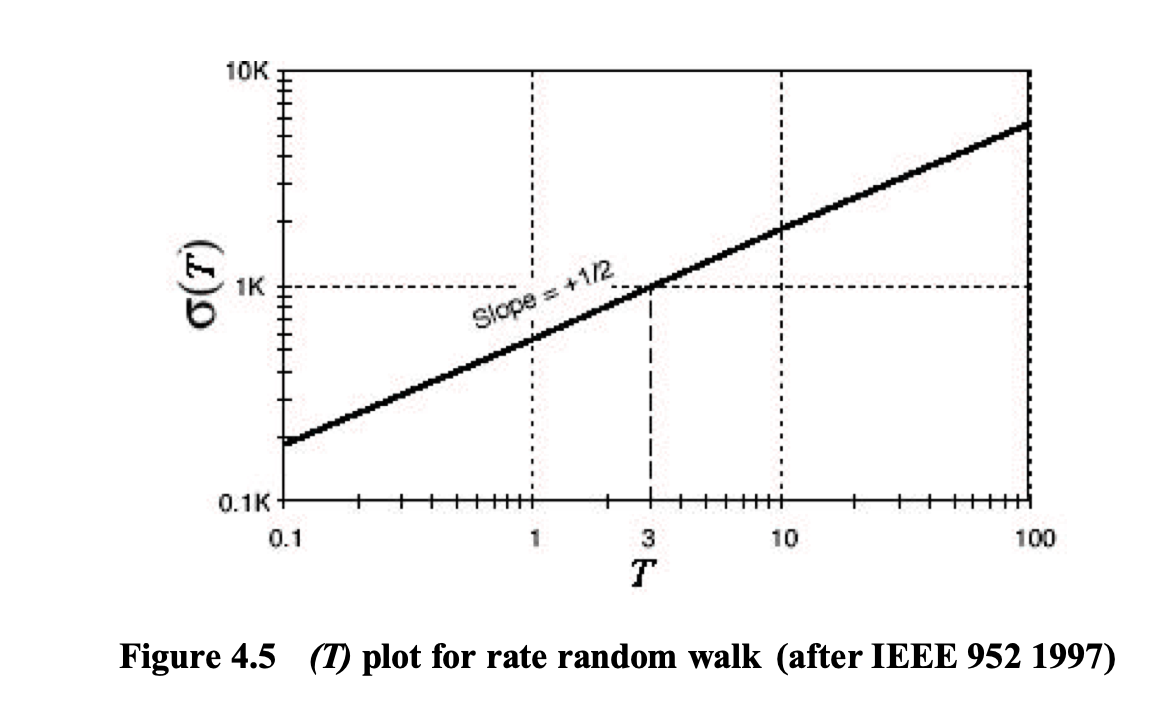 10K
σ(T)
Slope = +1/2
1K
0.1K
0.1 1 3 10 100
T
Figure 4.5 (T) plot for rate random walk (after IEEE 952 1997)